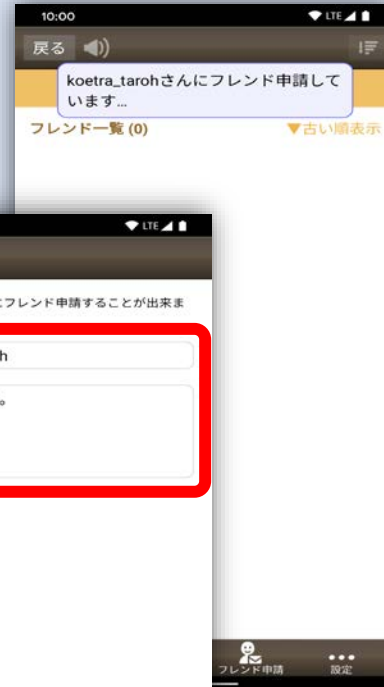 10:00
LTE
戻る
koetra_tarohさんにフレンド申請して
います...
フレンド一覧 (0)
▼古い順表示
LTE
フレンド申請することが出来ま
h
。
フレンド申請
設定